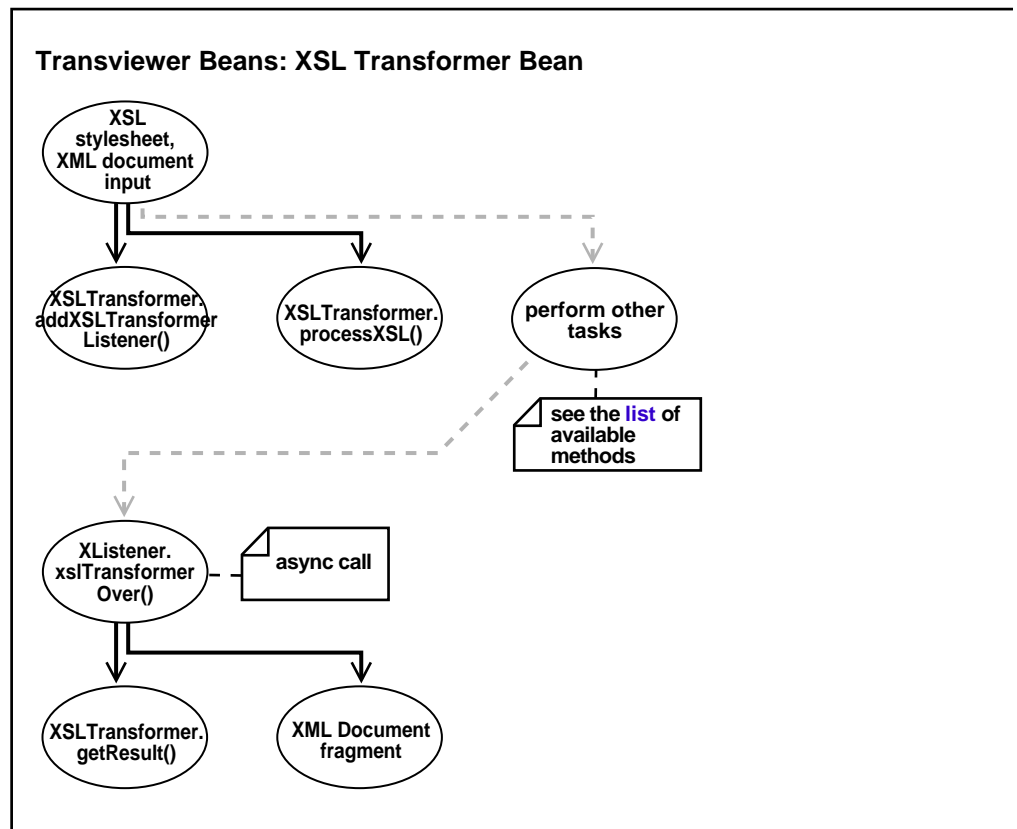 Transviewer Beans: XSL Transformer Bean
XSL
stylesheet,
XML document
input
XSLTransformer.
addXSLTransformer
Listener()
XSLTransformer.
processXSL()
perform other
tasks
see the list of
available
methods
XListener.
xslTransformer
Over()
async call
XSLTransformer.
getResult()
XML Document
fragment